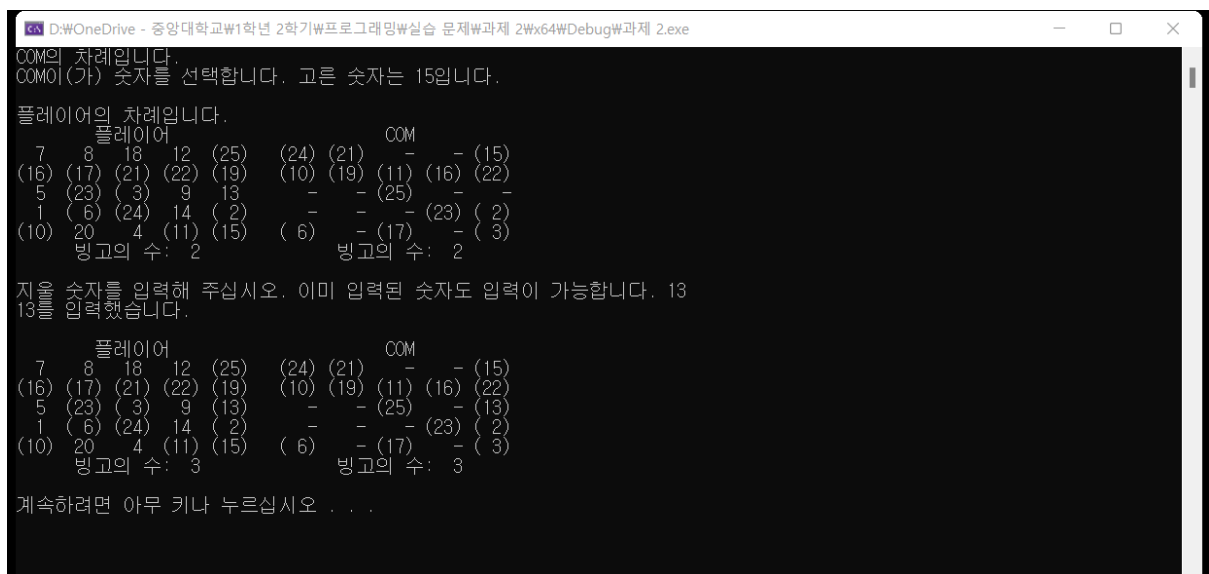 D:₩OneDrive - 중앙대학교₩1학년 2학기₩프로그래밍₩실습 문제₩과제 2₩x64₩Debug₩과제 2.exe
COM의 차례입니다.
COM이(가) 숫자를 선택합니다. 고른 숫자는 15입니다.
플레이어의 차례입니다.
플레이어 COM
7 8 18 12 (25) (24) (21) - - (15)
(16) (17) (21) (22) (19) (10) (19) (11) (16) (22)
5 (23) ( 3) 9 13 - - (25) - -
1 ( 6) (24) 14 ( 2) - - - (23) ( 2)
(10) 20 4 (11) (15) ( 6) - (17) - ( 3)
빙고의 수: 2 빙고의 수: 2
지울 숫자를 입력해 주십시오. 이미 입력된 숫자도 입력이 가능합니다. 13
13를 입력했습니다.
플레이어 COM
7 8 18 12 (25) (24) (21) - - (15)
(16) (17) (21) (22) (19) (10) (19) (11) (16) (22)
5 (23) ( 3) 9 (13) - - (25) - (13)
1 ( 6) (24) 14 ( 2) - - - (23) ( 2)
(10) 20 4 (11) (15) ( 6) - (17) - ( 3)
빙고의 수: 3 빙고의 수: 3
계속하려면 아무 키나 누르십시오 . . .